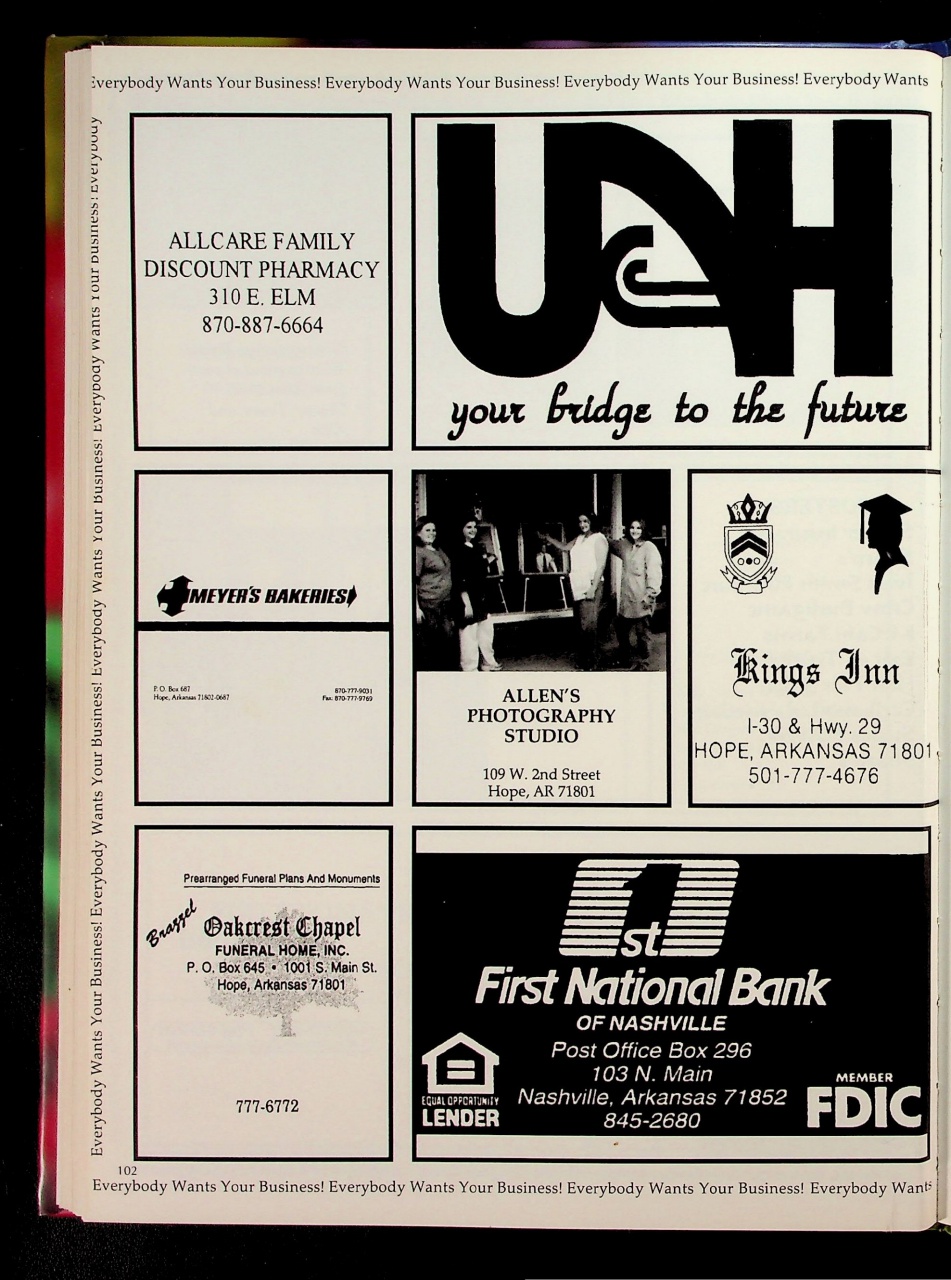 Everybody Wants Your Business! Everybody Wants Your Business! Everybody Wants Your Business! Everybody Wants
Everybody Wants Your Business! Everybody Wants Your Business! Everybody Wants Your Business! Everybody Wants Your Business! Everybody
ALLCARE FAMILY
DISCOUNT PHARMACY
310 E. ELM
870-887-6664
UACH
your bridge to the future
MEYER'S BAKERIES
P. O. Box 687
Hope, Arkansas 71802-0687
870-777-9031
Fax: 870-777-9769
ALLEN'S
PHOTOGRAPHY
STUDIO
109 W. 2nd Street
Hope, AR 71801
Kings Inn
I-30 & Hwy. 29
HOPE, ARKANSAS 71801
501-777-4676
Prearranged Funeral Plans And Monuments
Brazzel
Oakcrest Chapel
FUNERAL HOME, INC.
P. O. Box 645 • 1001 S. Main St.
Hope, Arkansas 71801
777-6772
1st
First National Bank
OF NASHVILLE
Post Office Box 296
103 N. Main
Nashville, Arkansas 71852
845-2680
EQUAL OPPORTUNITY
LENDER
MEMBER
FDIC
102
Everybody Wants Your Business! Everybody Wants Your Business! Everybody Wants Your Business! Everybody Wants